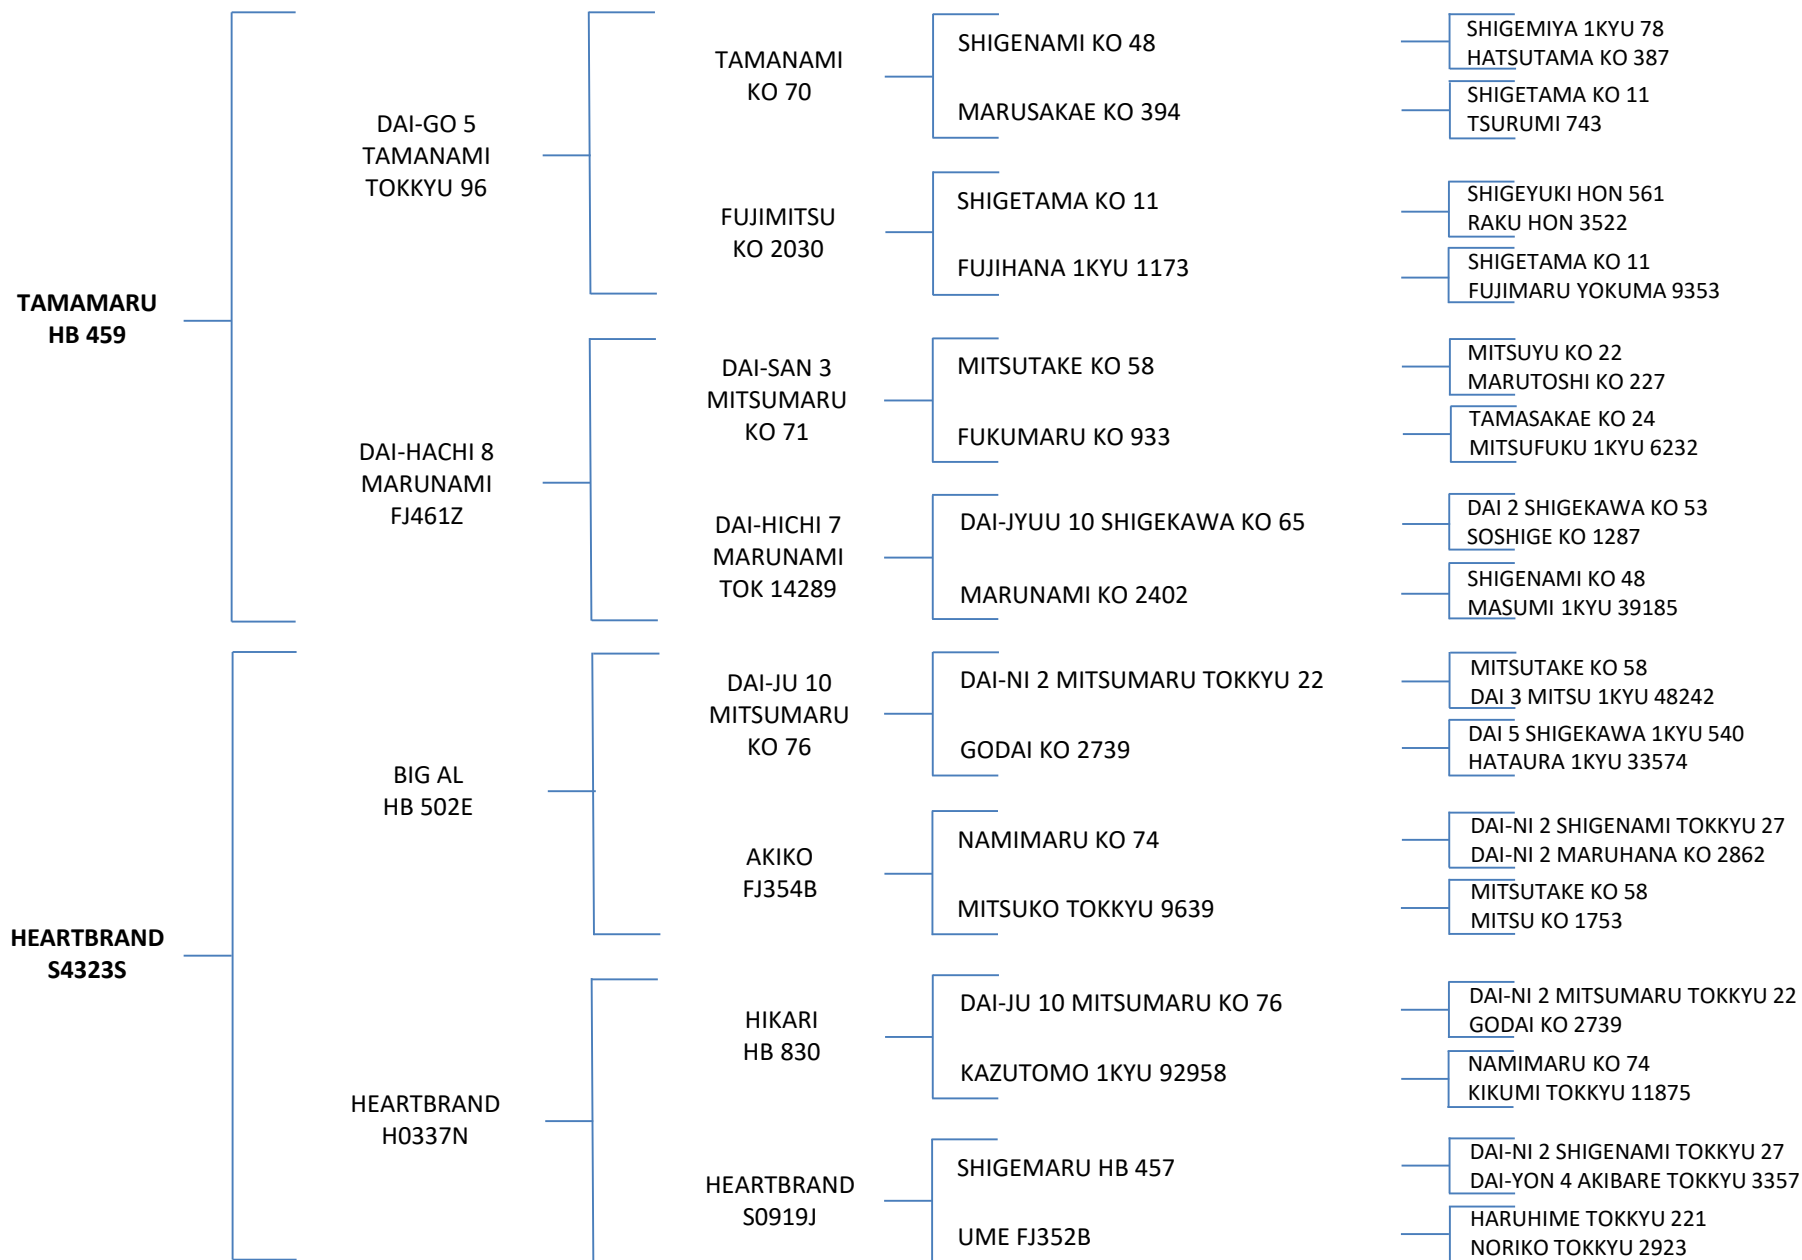 TAMAMARU
HB 459
DAI-GO 5
TAMANAMI
TOKKYU 96
TAMANAMI
KO 70
SHIGENAMI KO 48
SHIGEMIYA 1KYU 78
HATSUTAMA KO 387
MARUSAKAE KO 394
SHIGETAMA KO 11
TSURUMI 743
FUJIMITSU
KO 2030
SHIGETAMA KO 11
SHIGEYUKI HON 561
RAKU HON 3522
FUJIHANA 1KYU 1173
SHIGETAMA KO 11
FUJIMARU YOKUMA 9353
DAI-HACHI 8
MARUNAMI
FJ461Z
DAI-SAN 3
MITSUMARU
KO 71
MITSUTAKE KO 58
MITSUYU KO 22
MARUTOSHI KO 227
FUKUMARU KO 933
TAMASAKAE KO 24
MITSUFUKU 1KYU 6232
DAI-HICHI 7
MARUNAMI
TOK 14289
DAI-JYUU 10 SHIGEKAWA KO 65
DAI 2 SHIGEKAWA KO 53
SOSHIGE KO 1287
MARUNAMI KO 2402
SHIGENAMI KO 48
MASUMI 1KYU 39185
HEARTBRAND
S4323S
BIG AL
HB 502E
DAI-JU 10
MITSUMARU
KO 76
DAI-NI 2 MITSUMARU TOKKYU 22
MITSUTAKE KO 58
DAI 3 MITSU 1KYU 48242
GODAI KO 2739
DAI 5 SHIGEKAWA 1KYU 540
HATAURA 1KYU 33574
AKIKO
FJ354B
NAMIMARU KO 74
DAI-NI 2 SHIGENAMI TOKKYU 27
DAI-NI 2 MARUHANA KO 2862
MITSUKO TOKKYU 9639
MITSUTAKE KO 58
MITSU KO 1753
HEARTBRAND
H0337N
HIKARI
HB 830
DAI-JU 10 MITSUMARU KO 76
DAI-NI 2 MITSUMARU TOKKYU 22
GODAI KO 2739
KAZUTOMO 1KYU 92958
NAMIMARU KO 74
KIKUMI TOKKYU 11875
HEARTBRAND
S0919J
SHIGEMARU HB 457
DAI-NI 2 SHIGENAMI TOKKYU 27
DAI-YON 4 AKIBARE TOKKYU 3357
UME FJ352B
HARUHIME TOKKYU 221
NORIKO TOKKYU 2923